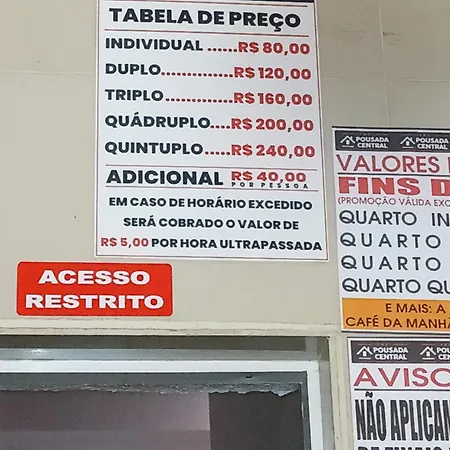 TABELA DE PREÇO
INDIVIDUAL ......R$ 80,00
DUPLO..............R$ 120,00
TRIPLO.............R$ 160,00
QUÁDRUPLO....R$ 200,00
QUINTUPLO....R$ 240,00
ADICIONAL R$ 40,00
POR PESSOA
EM CASO DE HORÁRIO EXCEDIDO
SERÁ COBRADO O VALOR DE
R$ 5,00 POR HORA ULTRAPASSADA
ACESSO
RESTRITO
POUSADA
CENTRAL
POUSADA
CENTRAL
VALORES
FINS D
(PROMOÇÃO VÁLIDA EXC
QUARTO IN
QUARTO
QUARTO
QUARTO QU
E MAIS: A
CAFÉ DA MANHÃ
POUSADA
CENTRAL
AVISO
NÃO APLICAN